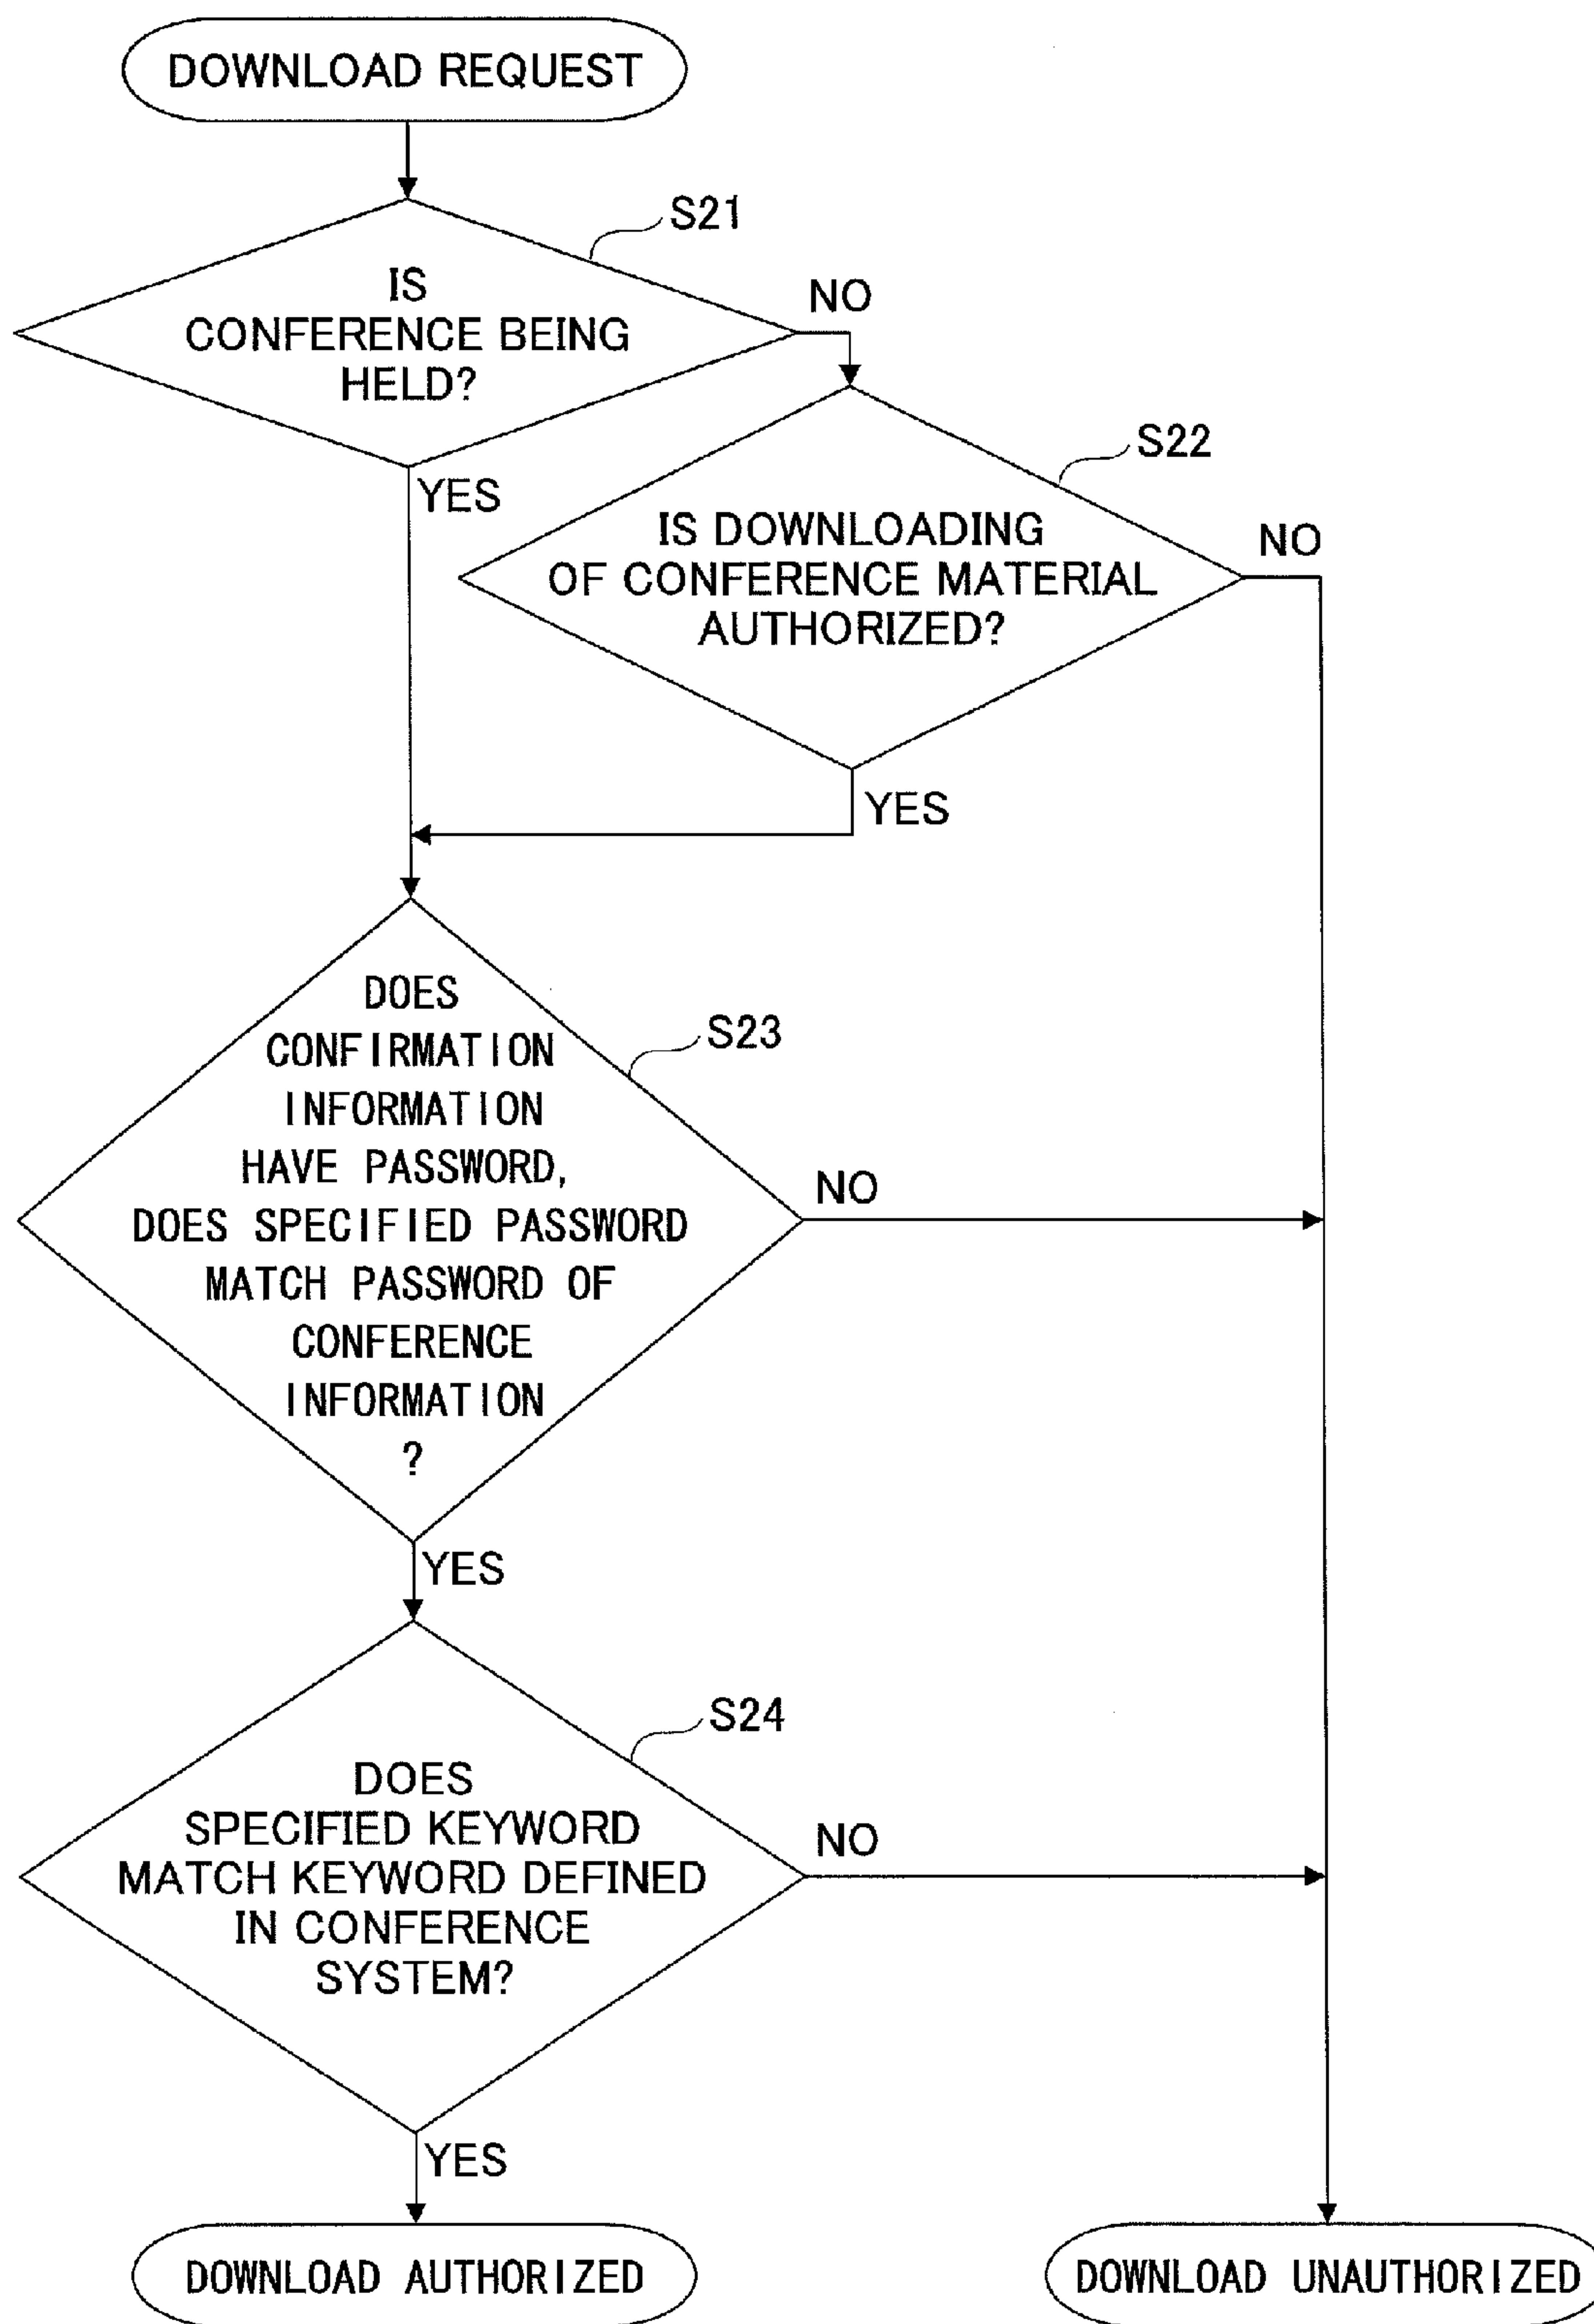 DOWNLOAD REQUEST
S21
IS
CONFERENCE BEING
HELD?
NO
YES
S22
IS DOWNLOADING
OF CONFERENCE MATERIAL
AUTHORIZED?
NO
YES
DOES
CONFIRMATION
INFORMATION
HAVE PASSWORD,
DOES SPECIFIED PASSWORD
MATCH PASSWORD OF
CONFERENCE
INFORMATION
?
S23
NO
YES
S24
DOES
SPECIFIED KEYWORD
MATCH KEYWORD DEFINED
IN CONFERENCE
SYSTEM?
NO
YES
DOWNLOAD AUTHORIZED
DOWNLOAD UNAUTHORIZED